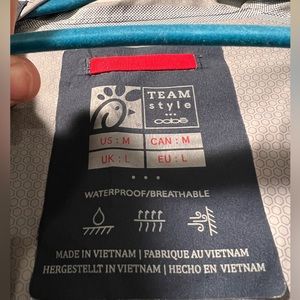 TEAM
style
odbo
US : M
CAN : M
UK : L
EU : L
WATERPROOF/BREATHABLE
MADE IN VIETNAM | FABRIQUE AU VIETNAM
HERGESTELLT IN VIETNAM | HECHO EN VIETNAM